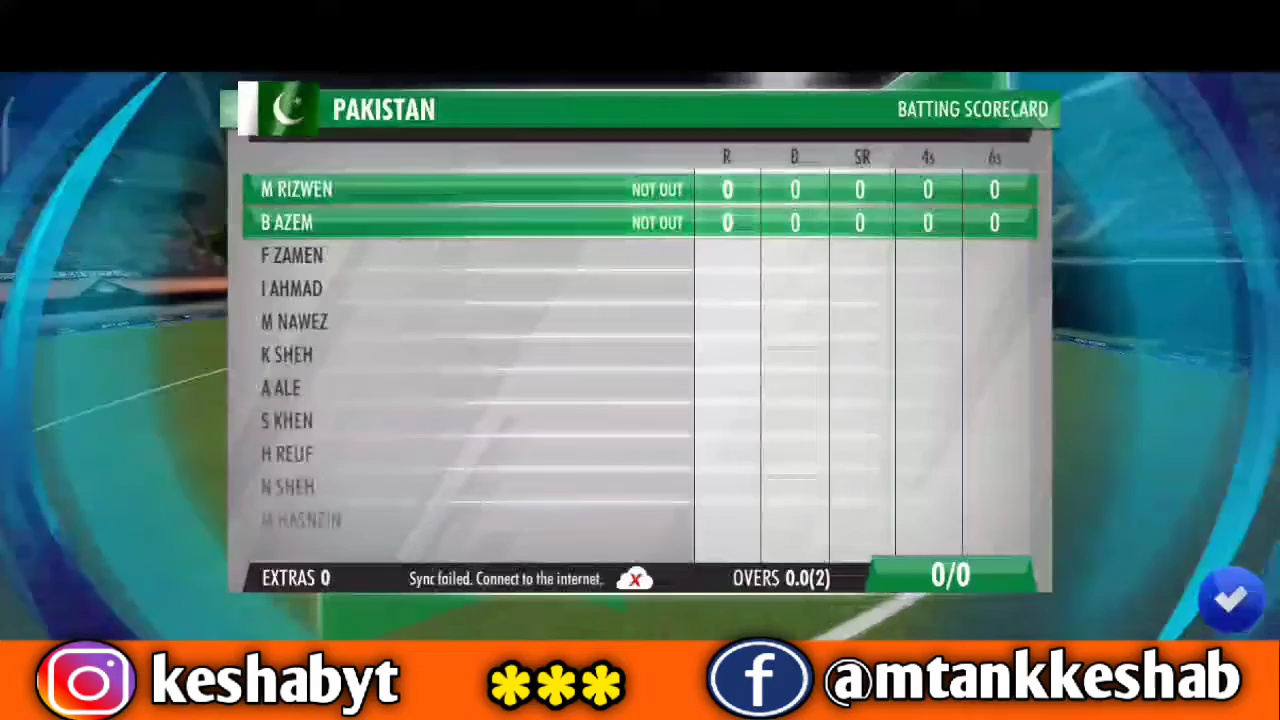 PAKISTAN BATTING SCORECARD
R B SR 4s 6s
M RIZWEN NOT OUT 0 0 0 0 0
B AZEM NOT OUT 0 0 0 0 0
F ZAMEN
I AHMAD
M NAWEZ
K SHEH
A ALE
S KHEN
H REUF
N SHEH
M HASNEIN
EXTRAS 0 Sync failed. Connect to the internet. X OVERS 0.0(2) 0/0
keshabyt *** f @mtankkeshab